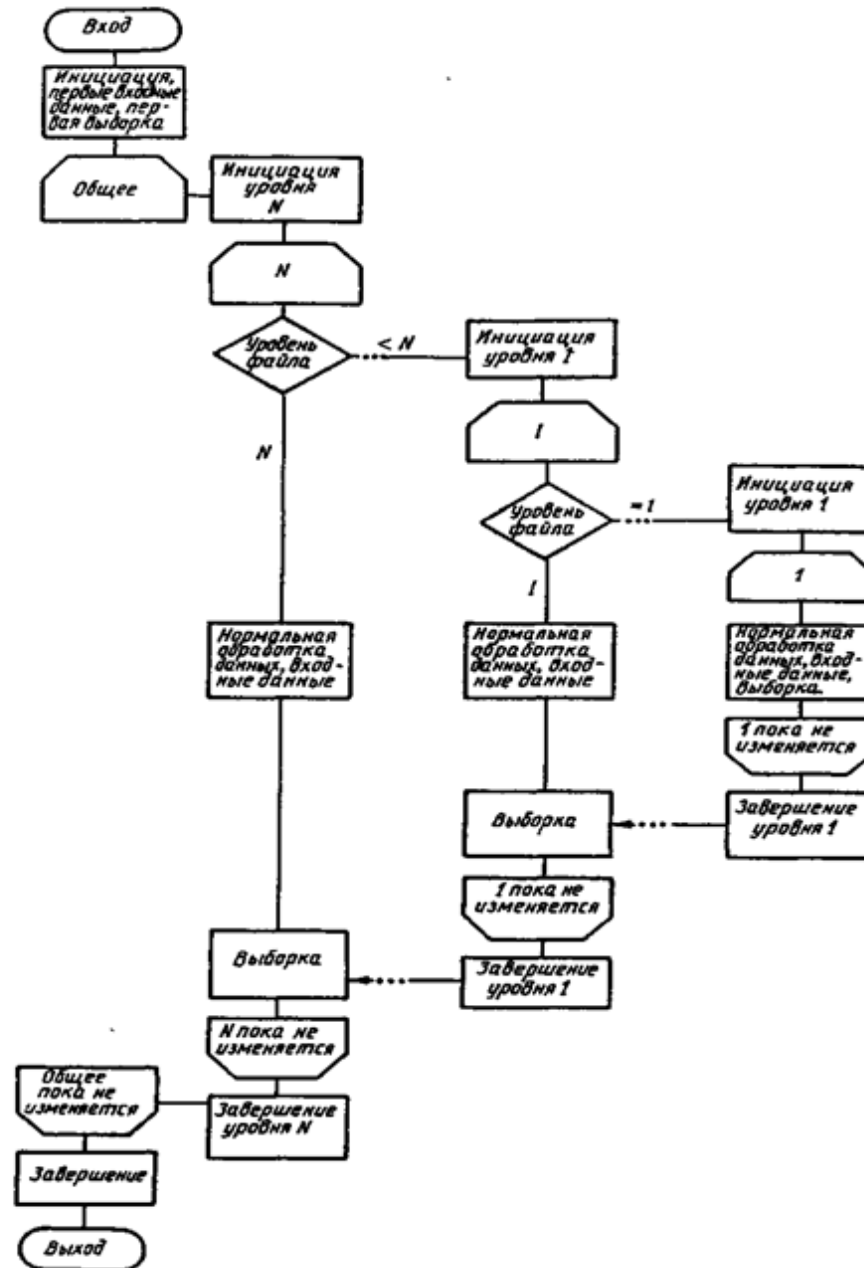 Вход
Инициация,
первые входные
данные, пер-
вая выборка
Общее
Инициация
уровня
N
N
Уровень
файла
< N
Инициация
уровня I
I
N
Уровень
файла
=1
Инициация
уровня 1
1
I
Нормальная
обработка
данных, вход-
ные данные
Нормальная
обработка
данных, вход-
ные данные
Нормальная
обработка
данных, вход-
ные данные,
выборка.
1 пока не
изменяется
Завершение
уровня 1
Выборка
1 пока не
изменяется
Завершение
уровня 1
Выборка
N пока не
изменяется
Завершение
уровня N
Общее
пока не
изменяется
Завершение
Выход